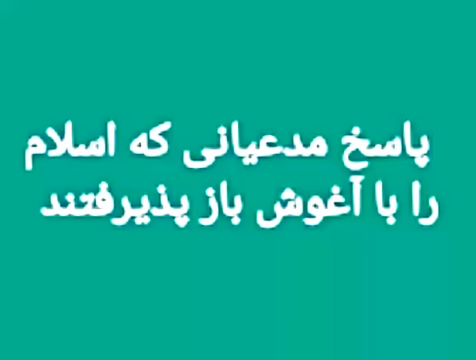 پاسخ مدعیانی که اسلام
را با آغوش باز پذیرفتند